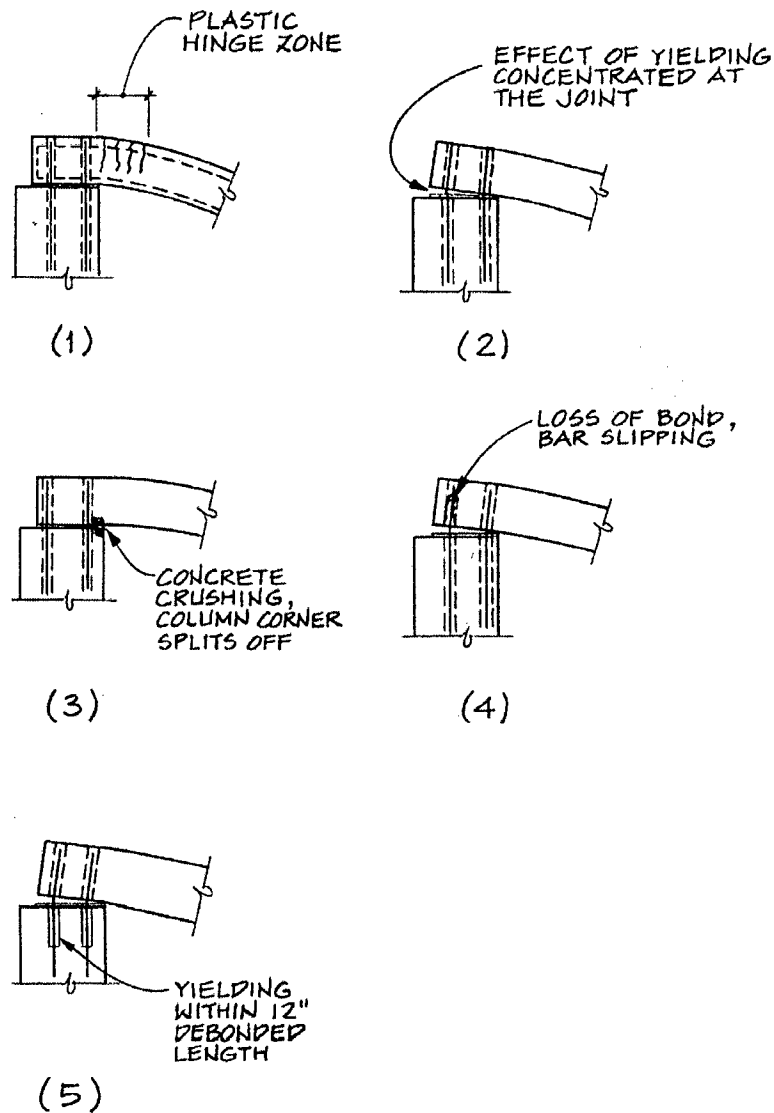 PLASTIC
HINGE ZONE
(1)
EFFECT OF YIELDING
CONCENTRATED AT
THE JOINT
(2)
CONCRETE
CRUSHING,
COLUMN CORNER
SPLITS OFF
(3)
LOSS OF BOND,
BAR SLIPPING
(4)
YIELDING
WITHIN 12"
DEBONDED
LENGTH
(5)